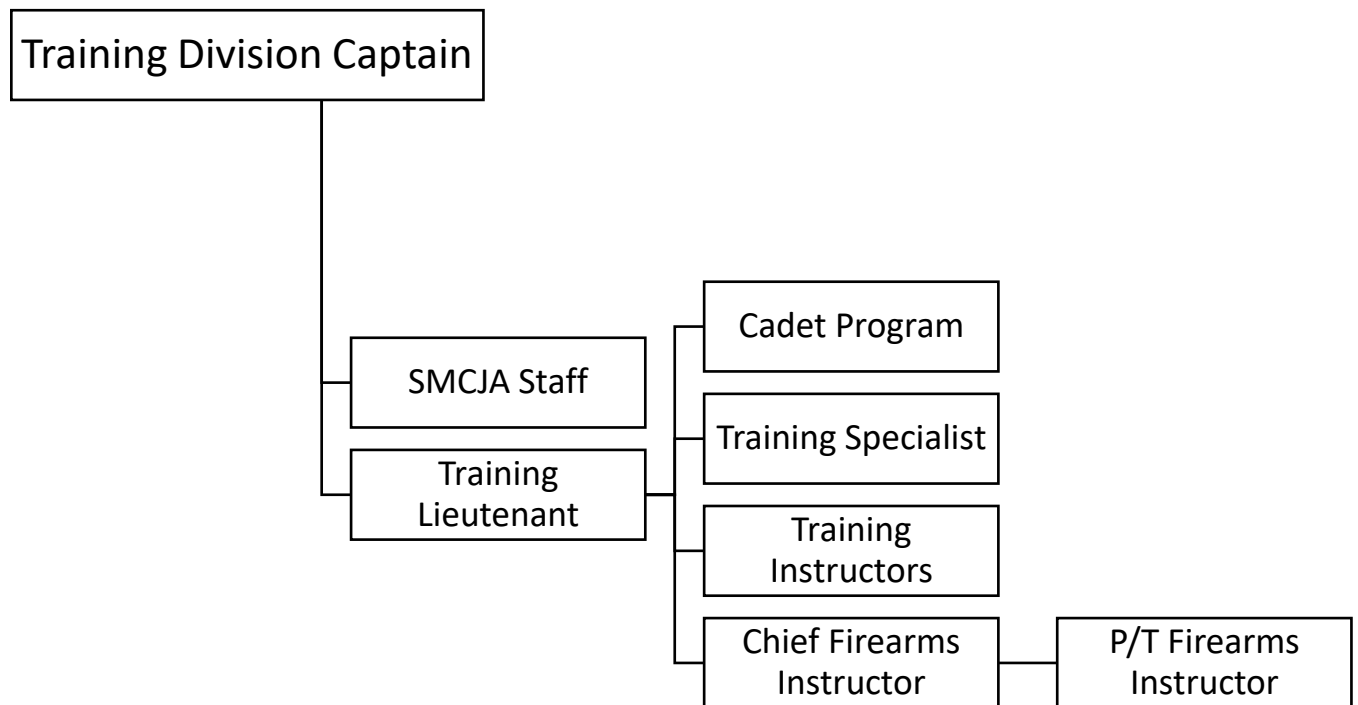 Training Division Captain
SMCJA Staff
Training
Lieutenant
Cadet Program
Training Specialist
Training
Instructors
Chief Firearms
Instructor
P/T Firearms
Instructor